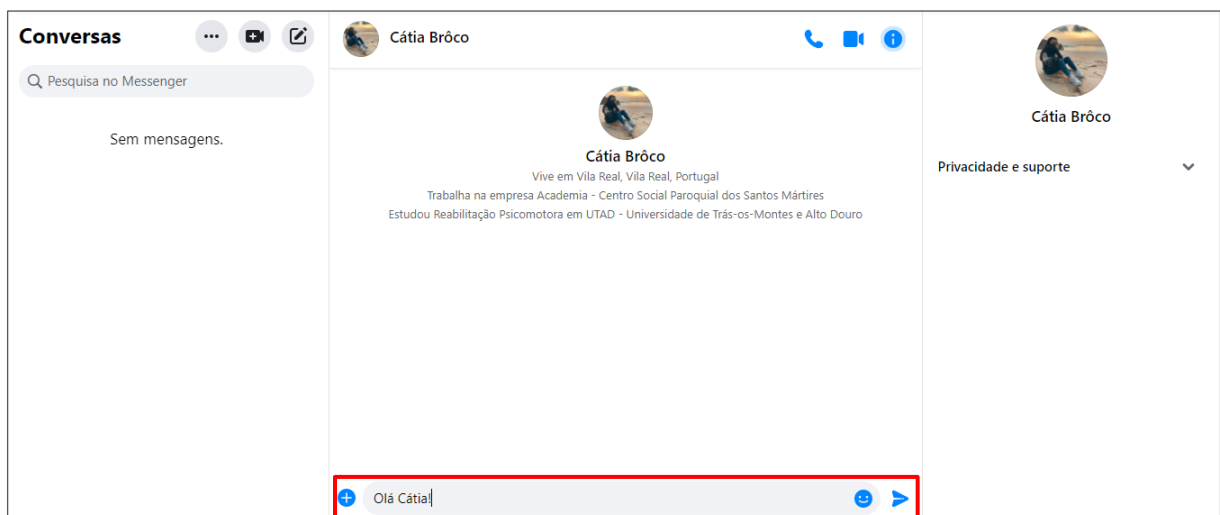 Conversas
Pesquisa no Messenger
Sem mensagens.
Cátia Brôco
Cátia Brôco
Vive em Vila Real, Vila Real, Portugal
Trabalha na empresa Academia - Centro Social Paroquial dos Santos Mártires
Estudou Reabilitação Psicomotora em UTAD - Universidade de Trás-os-Montes e Alto Douro
Olá Cátia!
Cátia Brôco
Privacidade e suporte